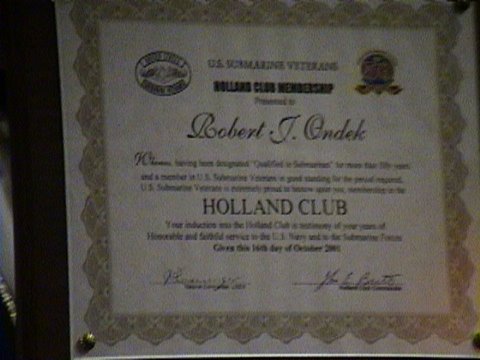 U.S. SUBMARINE VETERANS
HOLLAND CLUB MEMBERSHIP
Presented to
Robert J. Ondek
Whereas, having been designated "Qualified in Submarines" for more than fifty years
and a member in U.S. Submarine Veterans in good standing for the period required,
U.S. Submarine Veterans is extremely proud to bestow upon you, membership in the
HOLLAND CLUB
Your induction into the Holland Club is testimony of your years of
Honorable and faithful service to the U.S. Navy and to the Submarine Forces
Given this 16th day of October 2001
Holland Club Chairman